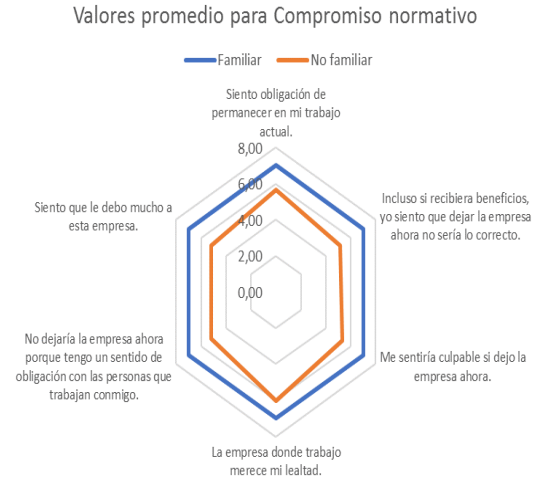 Valores promedio para Compromiso normativo
Familiar
No familiar
Siento obligación de
permanecer en mi trabajo
actual.
8,00
6,00
4,00
2,00
0,00
Incluso si recibiera beneficios,
yo siento que dejar la empresa
ahora no sería lo correcto.
Me sentiría culpable si dejo la
empresa ahora.
La empresa donde trabajo
merece mi lealtad.
No dejaría la empresa ahora
porque tengo un sentido de
obligación con las personas que
trabajan conmigo.
Siento que le debo mucho a
esta empresa.